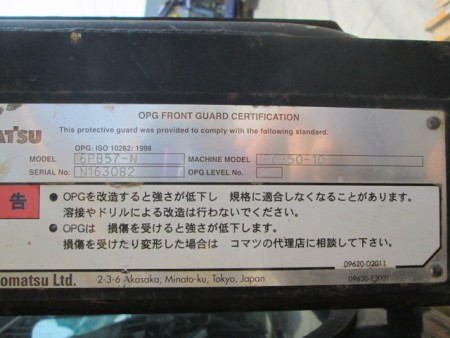 OPG FRONT GUARD CERTIFICATION
ATSU
This protective guard was provided to comply with the following standard.
OPG: ISO 10262: 1998
MODEL 6PB57-N MACHINE MODEL
SERIAL No. N163082 OPG LEVEL No.
告
● OPGを改造すると強さが低下し 規格に適合しなくなることがあります。
溶接やドリルによる改造は行わないでください。
● OPGは 損傷を受けると強さが低下します。
損傷を受けたり変形した場合は コマツの代理店に相談して下さい。
09620-D2011
omatsu Ltd. 2-3-6 Akasaka, Minato-ku, Tokyo, Japan